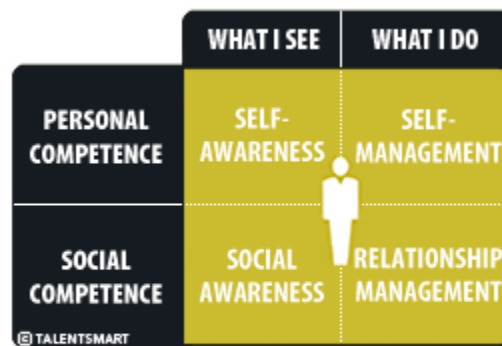 WHAT I SEE
WHAT I DO
PERSONAL
COMPETENCE
SELF-
AWARENESS
SELF-
MANAGEMENT
SOCIAL
COMPETENCE
SOCIAL
AWARENESS
RELATIONSHIP
MANAGEMENT
© TALENTSMART